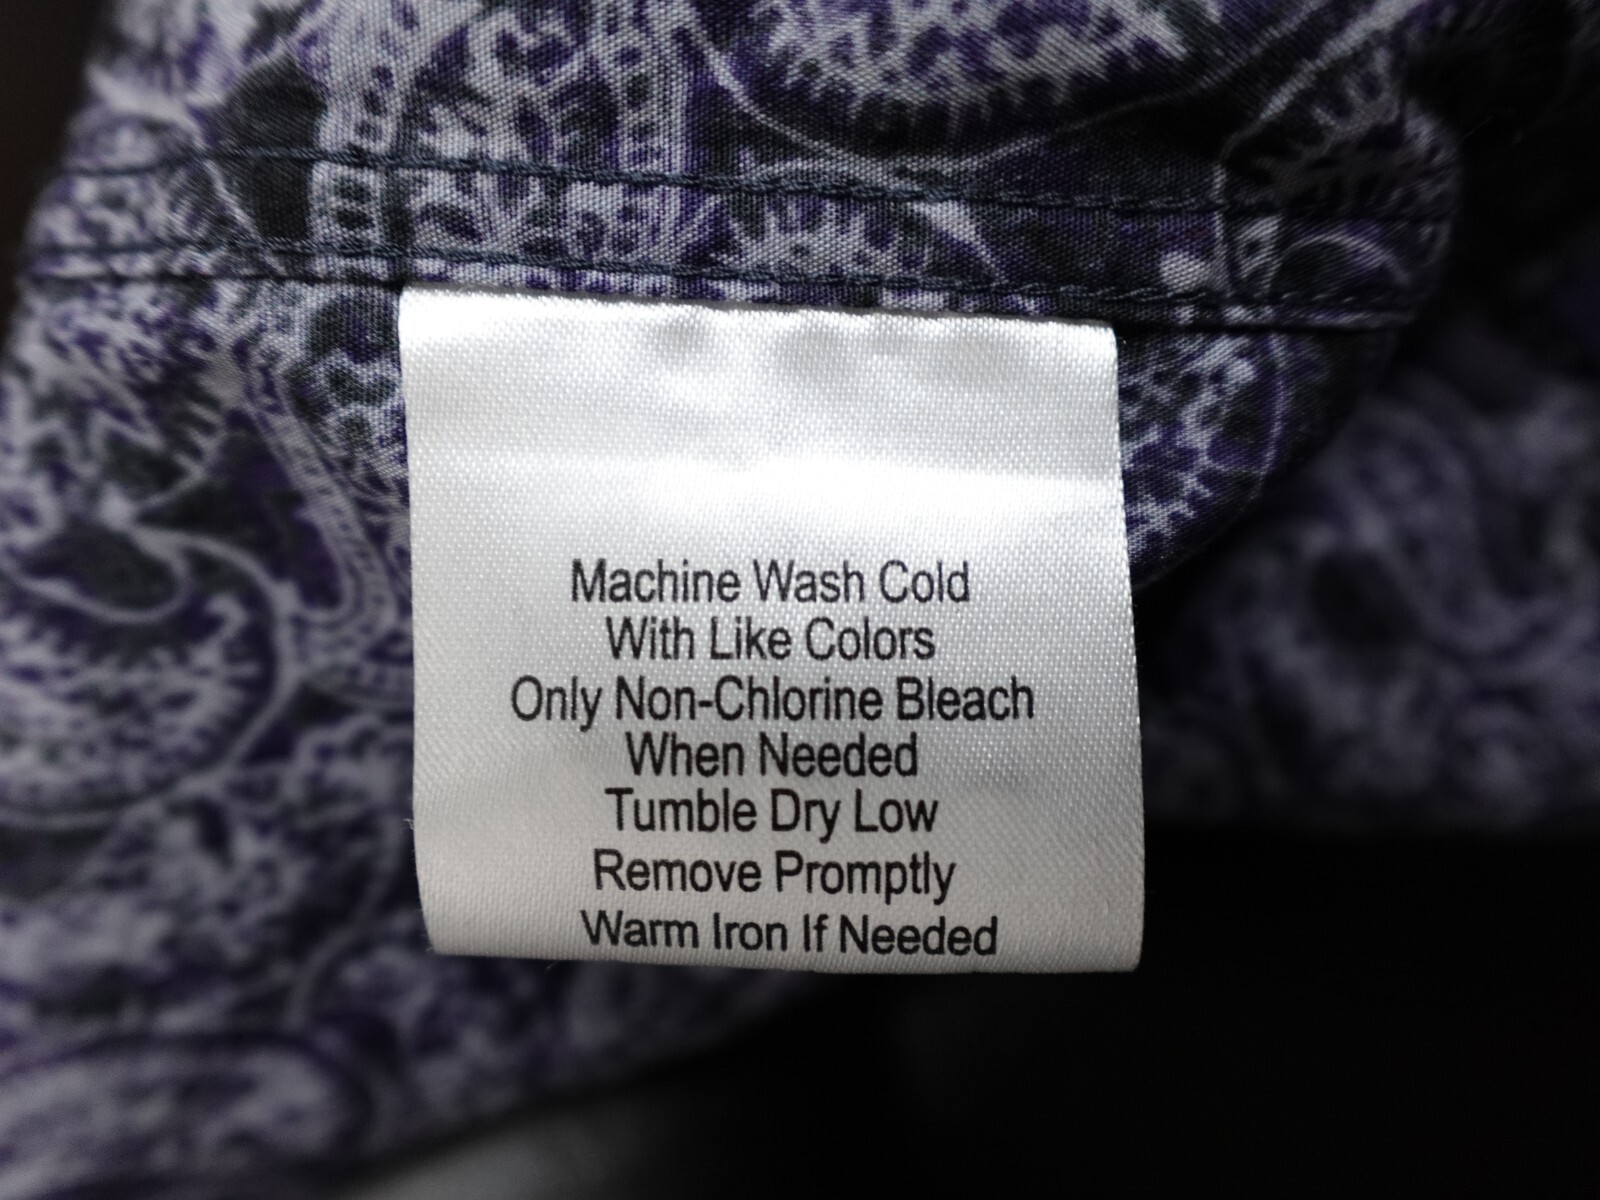 Machine Wash Cold
With Like Colors
Only Non-Chlorine Bleach
When Needed
Tumble Dry Low
Remove Promptly
Warm Iron If Needed